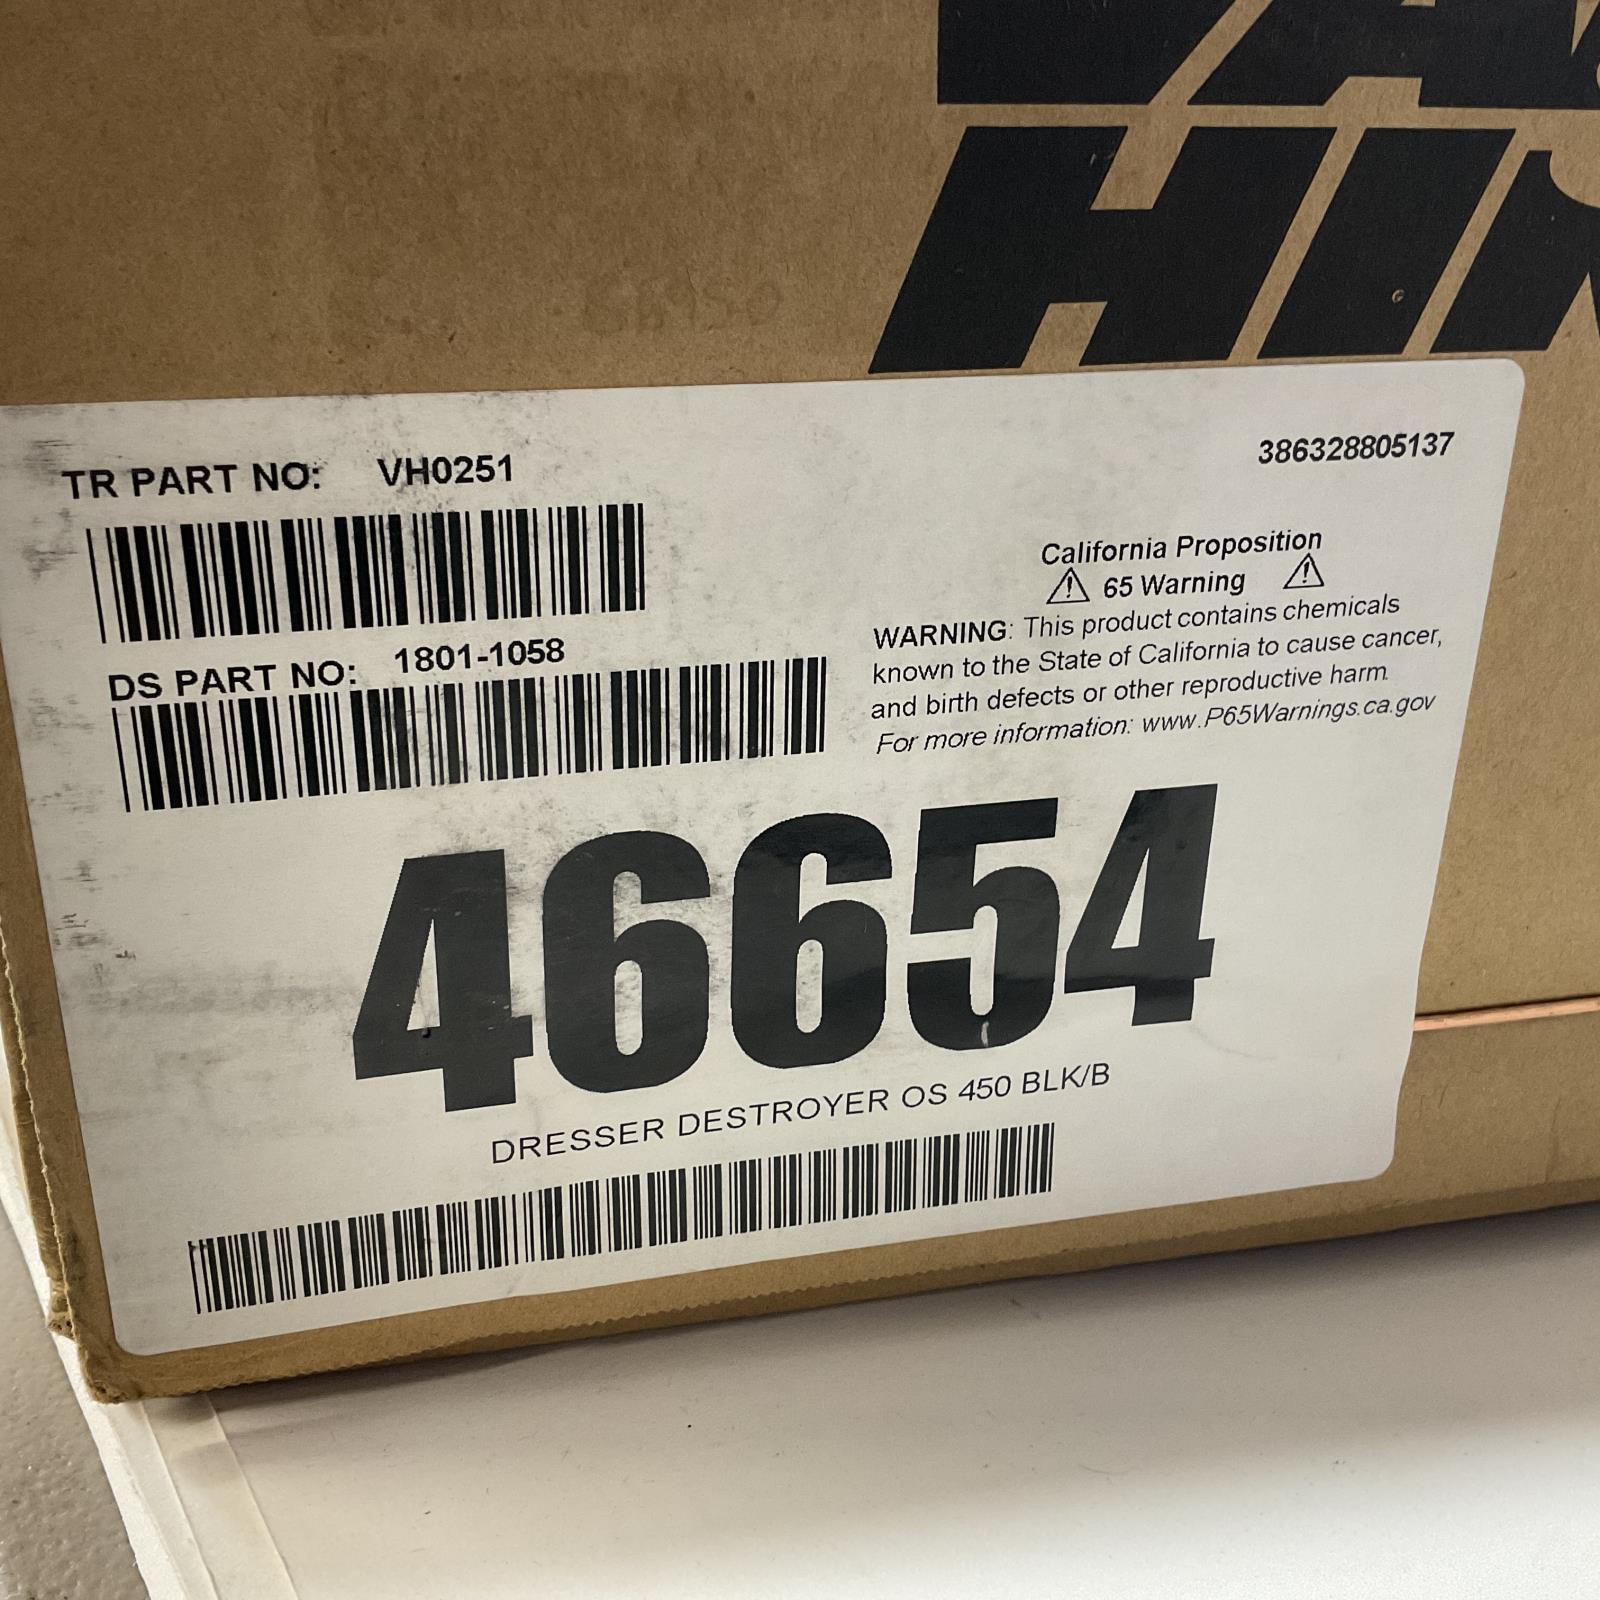 HI
TR PART NO: VH0251
386328805137
DS PART NO: 1801-1058
California Proposition
65 Warning
WARNING: This product contains chemicals
known to the State of California to cause cancer,
and birth defects or other reproductive harm.
For more information: www.P65Warnings.ca.gov
46654
DRESSER DESTROYER OS 450 BLK/B